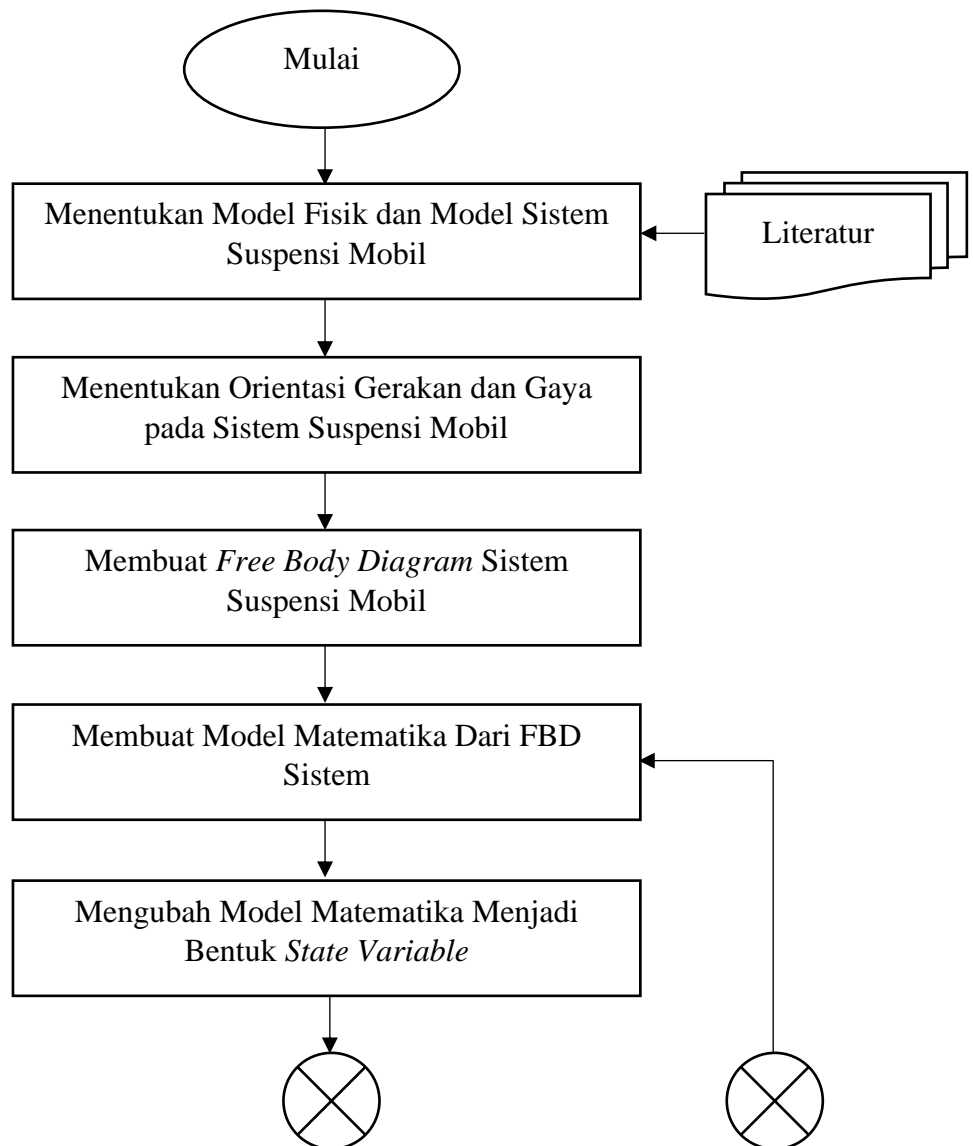 Mulai
Menentukan Model Fisik dan Model Sistem
Suspensi Mobil
Literatur
Menentukan Orientasi Gerakan dan Gaya
pada Sistem Suspensi Mobil
Membuat Free Body Diagram Sistem
Suspensi Mobil
Membuat Model Matematika Dari FBD
Sistem
Mengubah Model Matematika Menjadi
Bentuk State Variable